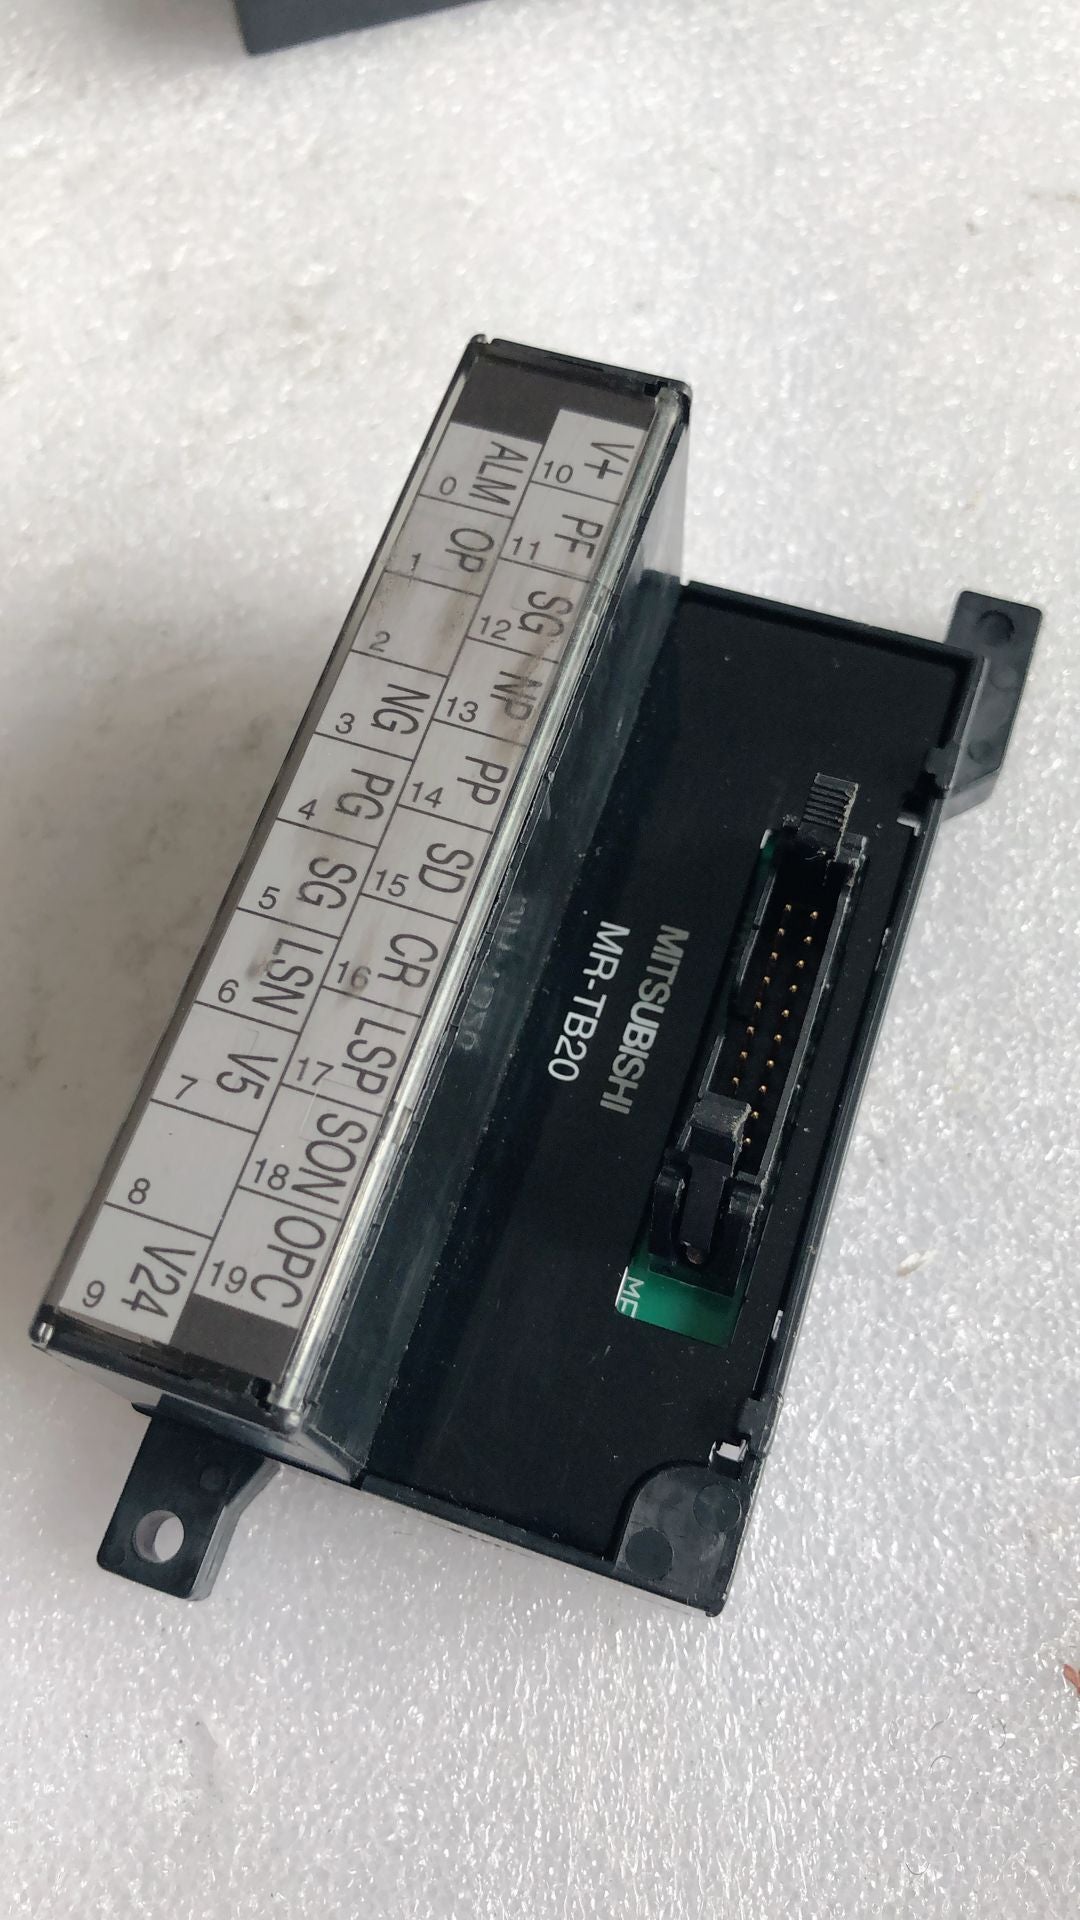 V+ PF SG NP PP SD CR LSP SON OPC
10 11 12 13 14 15 16 17 18 19
ALM OP NG PG SG LSN V5 V24
0 1 2 3 4 5 6 7 8 9
MITSUBISHI
MR-TB20